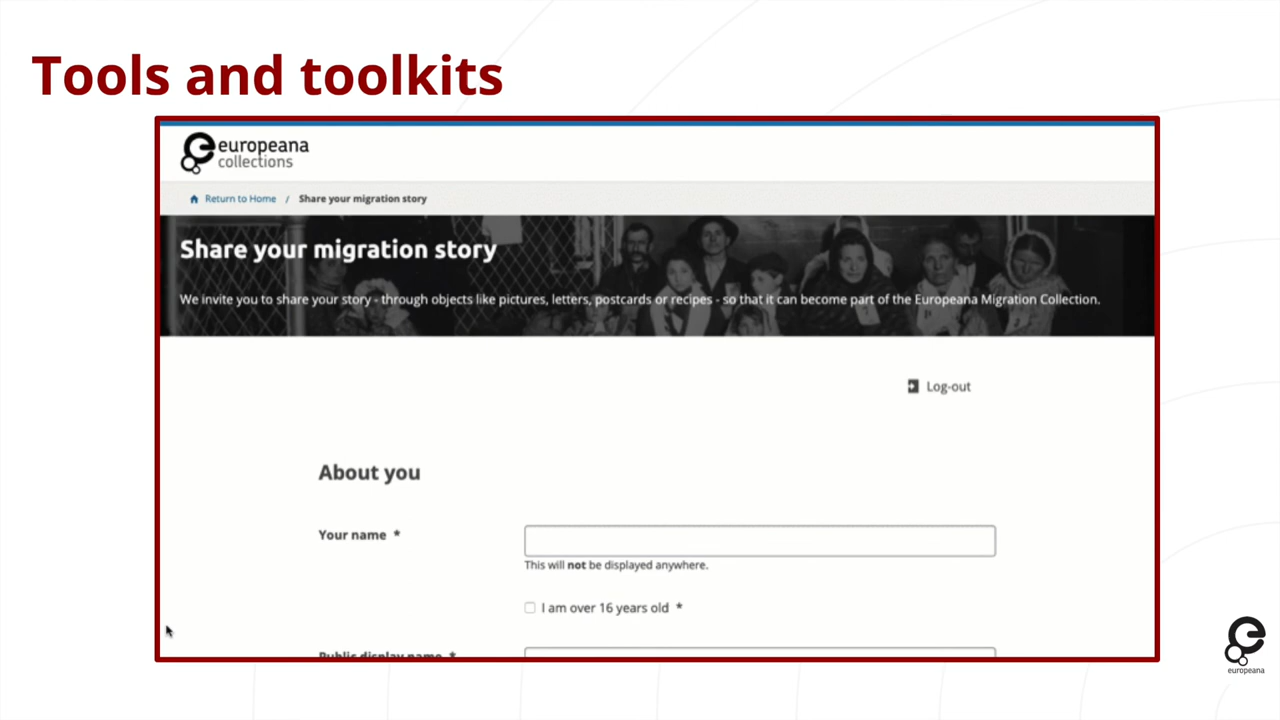 Tools and toolkits
europeana
collections
Return to Home / Share your migration story
Share your migration story
We invite you to share your story - through objects like pictures, letters, postcards or recipes - so that it can become part of the Europeana Migration Collection.
Log-out
About you
Your name *
This will not be displayed anywhere.
I am over 16 years old *
Public display name *
europeana